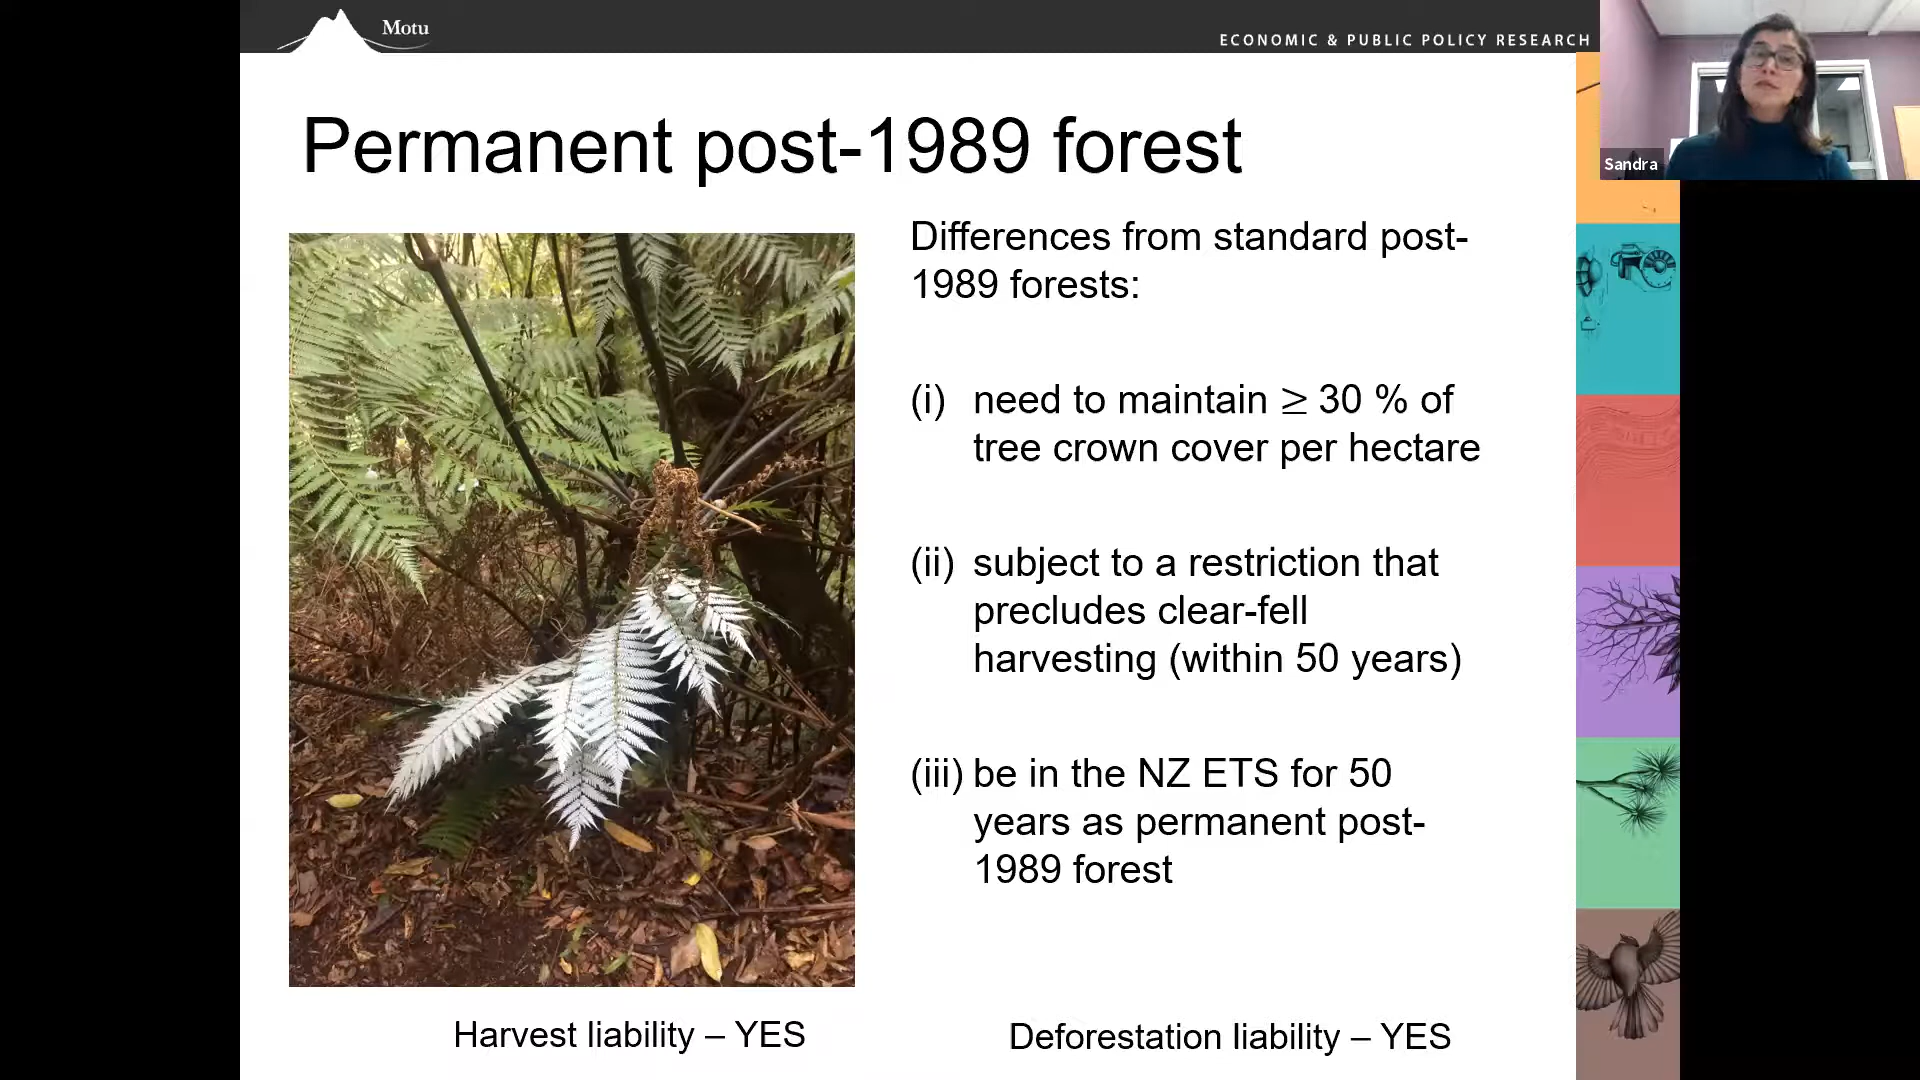 Motu
ECONOMIC & PUBLIC POLICY RESEARCH
Sandra
Permanent post-1989 forest
Differences from standard post-
1989 forests:
(i) need to maintain ≥ 30 % of
tree crown cover per hectare
(ii) subject to a restriction that
precludes clear-fell
harvesting (within 50 years)
(iii) be in the NZ ETS for 50
years as permanent post-
1989 forest
Harvest liability – YES
Deforestation liability – YES